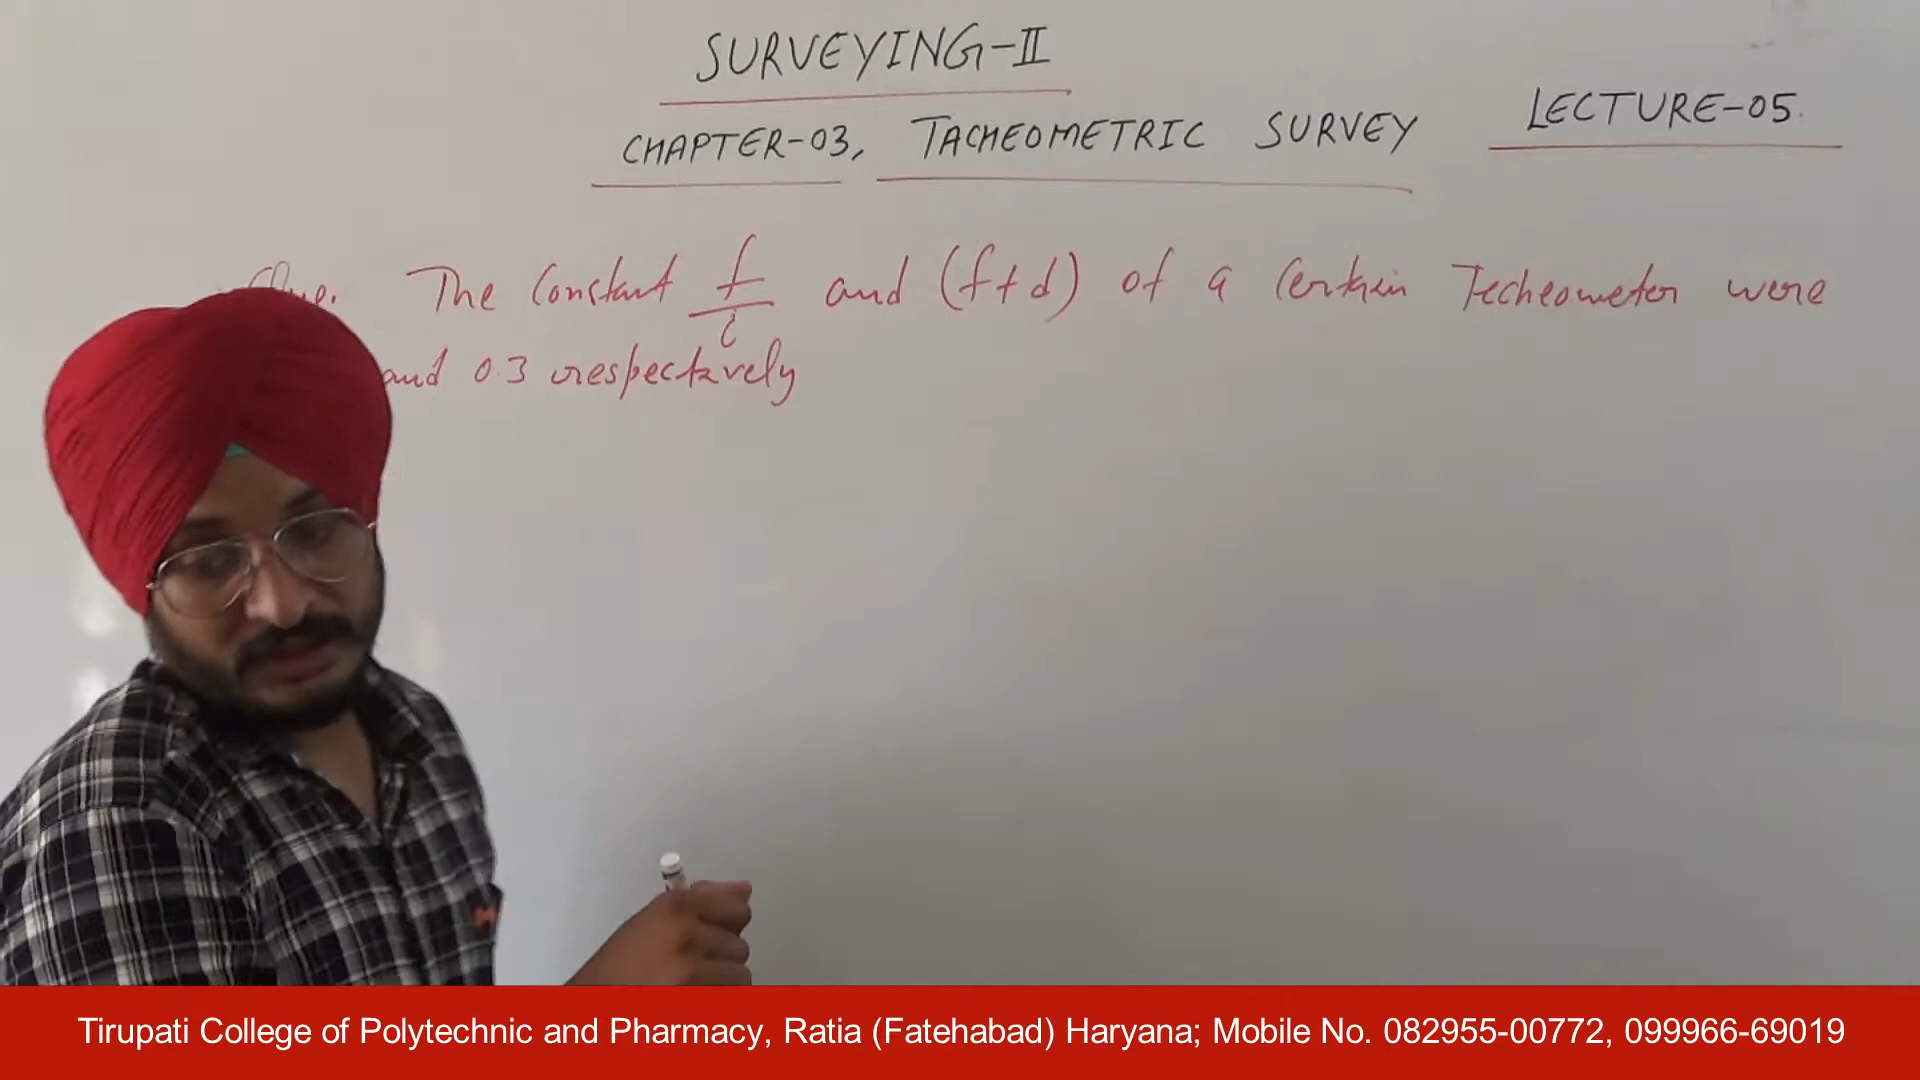 SURVEYING-II
CHAPTER-03, TACHEOMETRIC SURVEY LECTURE-05.
Que. The Constant f/i and (f+d) of a Certain Techeometer were
and 0.3 respectively
Tirupati College of Polytechnic and Pharmacy, Ratia (Fatehabad) Haryana; Mobile No. 082955-00772, 099966-69019